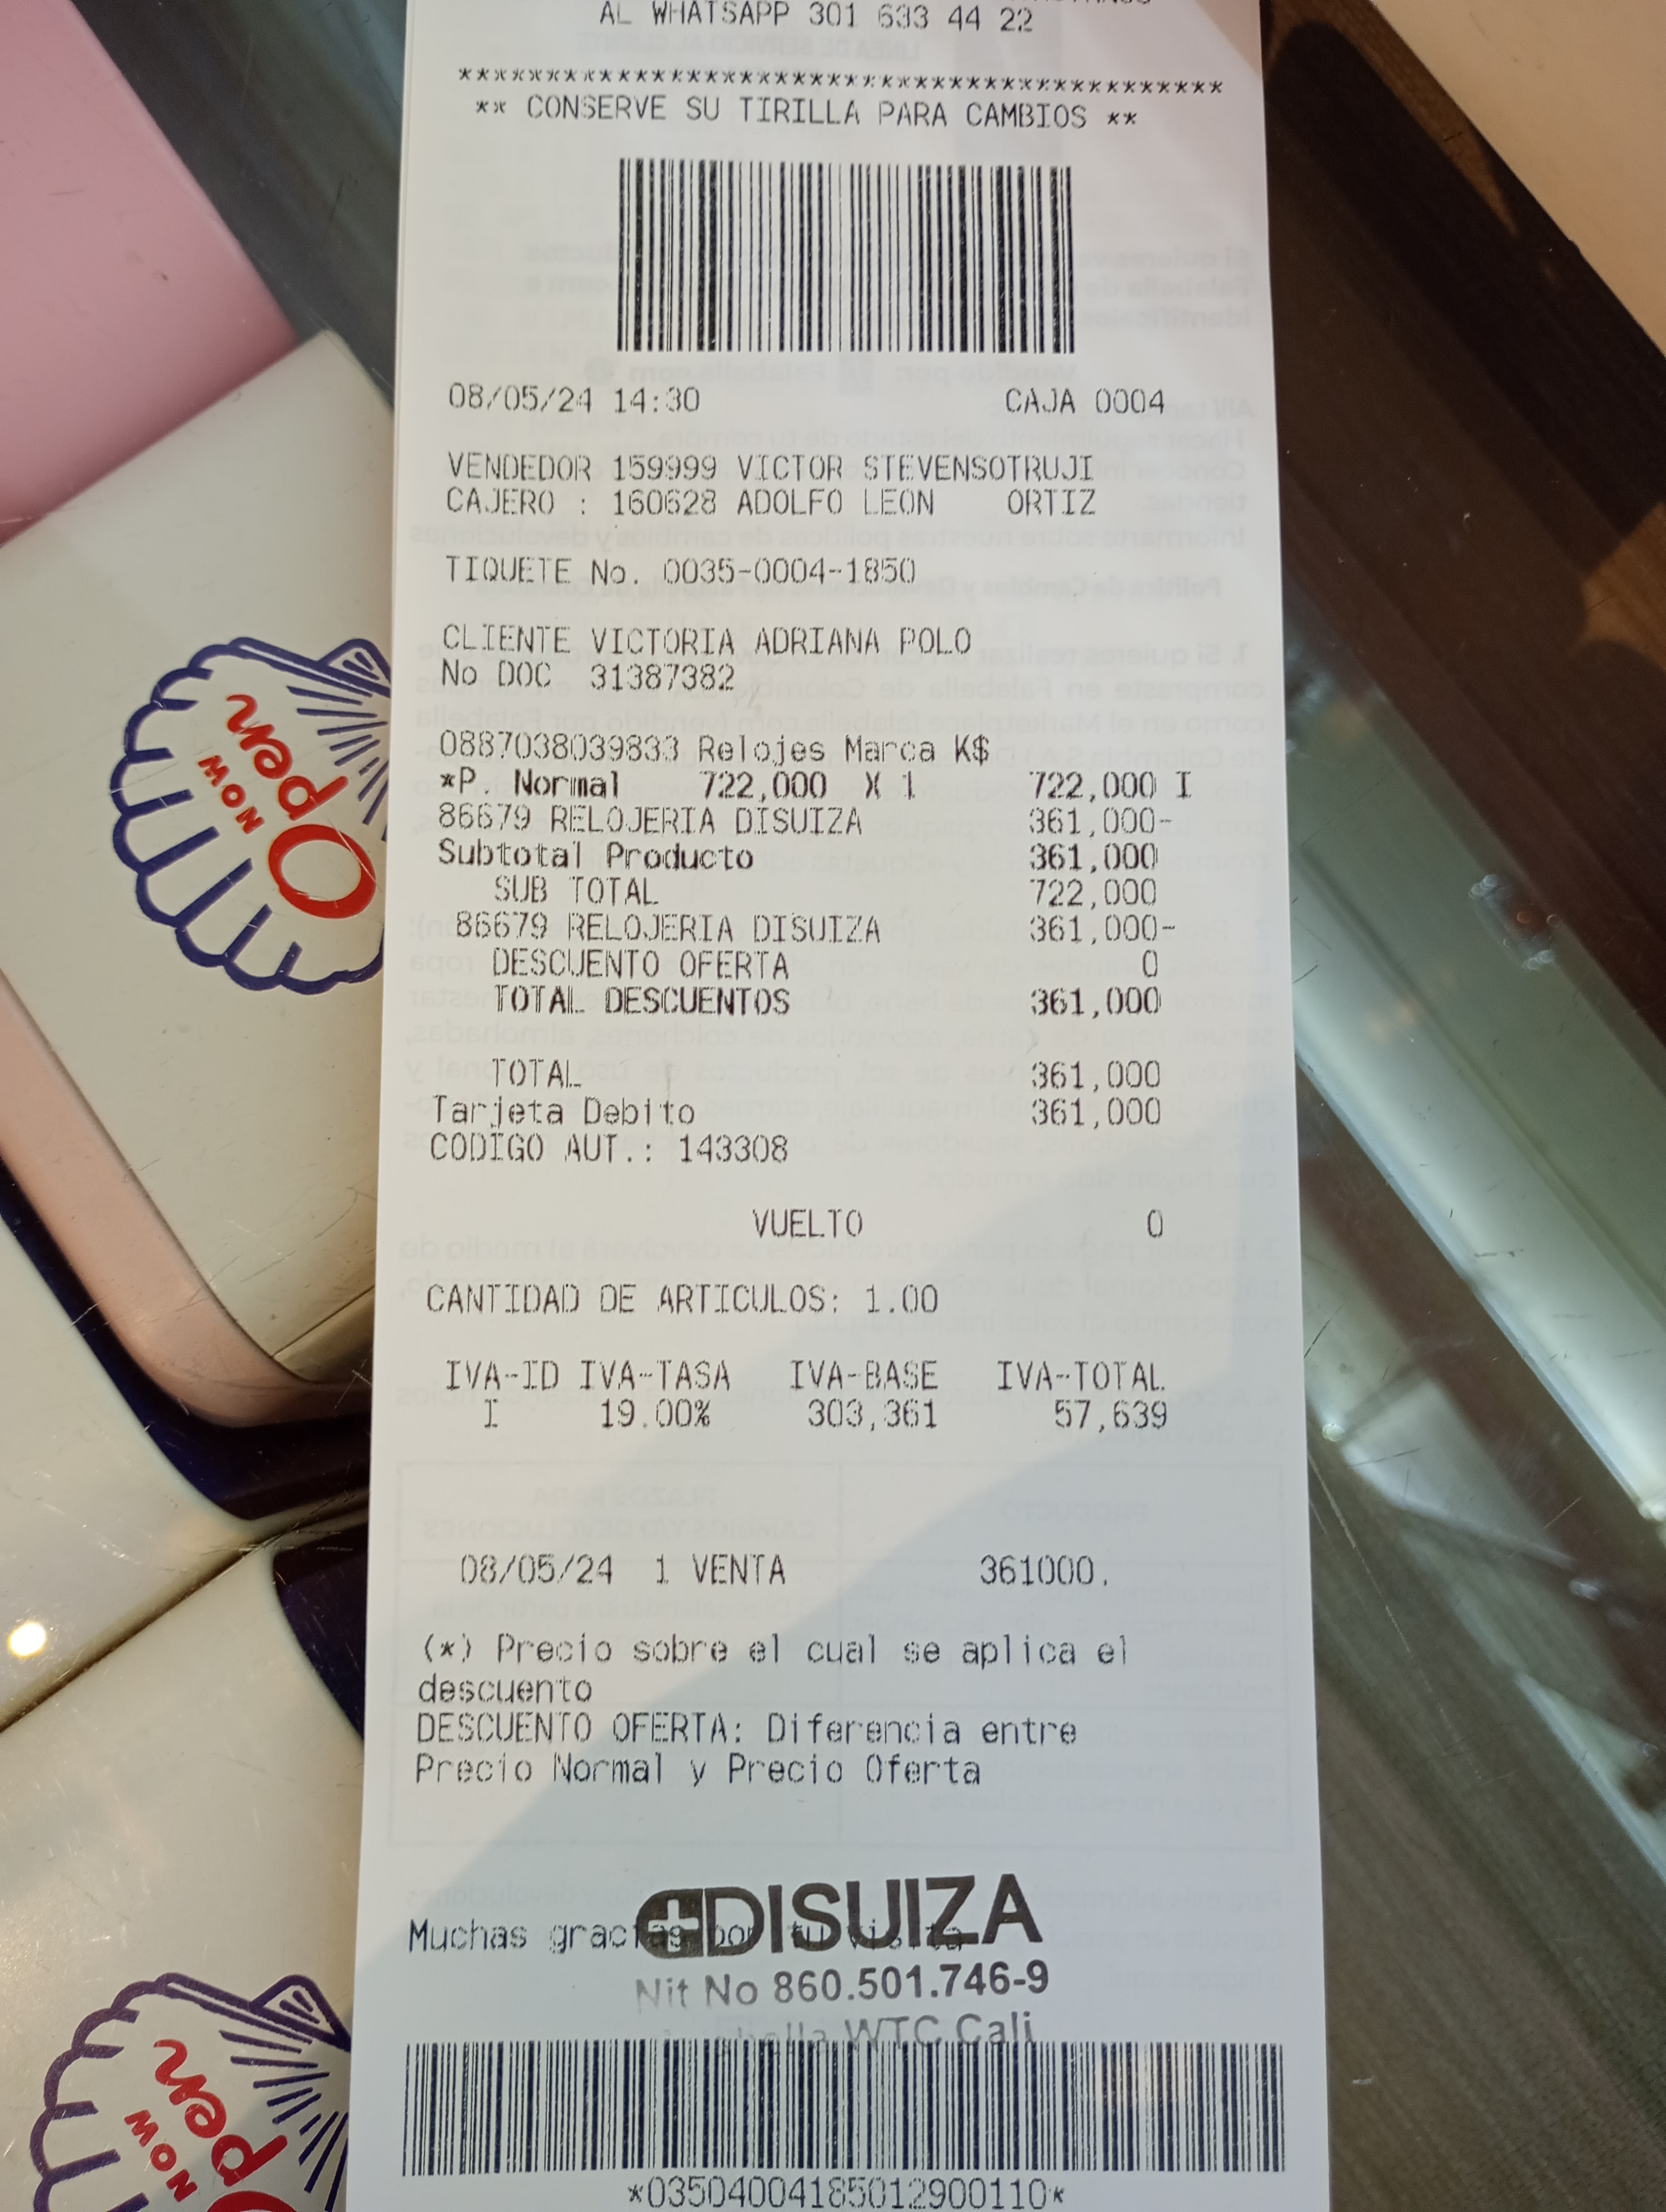 AL WHATSAPP 301 633 44 22
******************************************
** CONSERVE SU TIRILLA PARA CAMBIOS **
08/05/24 14:30 CAJA 0004
VENDEDOR 159999 VICTOR STEVENSOTRUJI
CAJERO : 160628 ADOLFO LEON ORTIZ
TIQUETE No. 0035-0004-1850
CLIENTE VICTORIA ADRIANA POLO
No DOC 31387382
0887038039833 Relojes Marca K$
*P. Normal 722,000 X 1 722,000 I
86679 RELOJERIA DISUIZA 361,000-
Subtotal Producto 361,000
SUB TOTAL 722,000
86679 RELOJERIA DISUIZA 361,000-
DESCUENTO OFERTA 0
TOTAL DESCUENTOS 361,000
TOTAL 361,000
Tarjeta Debito 361,000
CODIGO AUT.: 143308
VUELTO 0
CANTIDAD DE ARTICULOS: 1.00
IVA-ID IVA-TASA IVA-BASE IVA-TOTAL
I 19.00% 303,361 57,639
08/05/24 1 VENTA 361000.
(*) Precio sobre el cual se aplica el
descuento
DESCUENTO OFERTA: Diferencia entre
Precio Normal y Precio Oferta
Muchas gracias por tu visita
DISUIZA
Nit No 860.501.746-9
WTC Cali
*03504004185012900110*
Open
NOW
Open
NOW